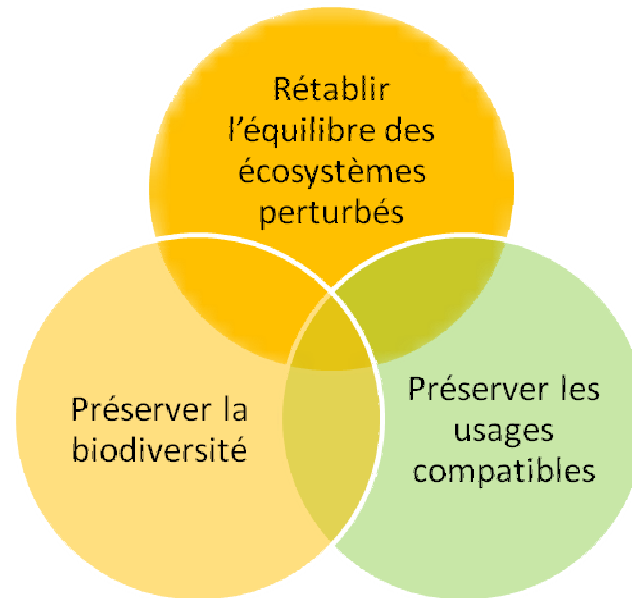 Rétablir
l'équilibre des
écosystèmes
perturbés
Préserver la
biodiversité
Préserver les
usages
compatibles